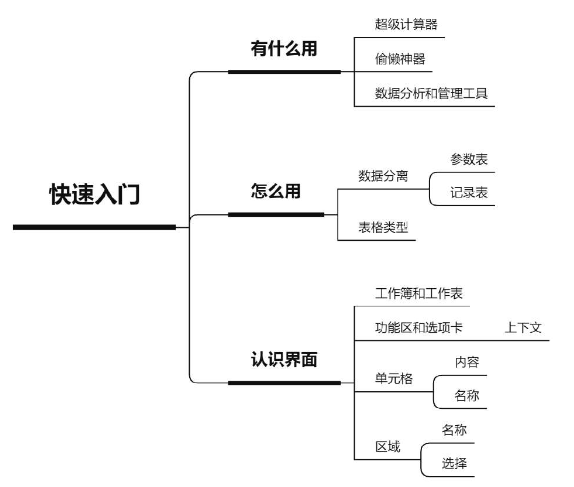 快速入门
有什么用
超级计算器
偷懒神器
数据分析和管理工具
怎么用
数据分离
参数表
记录表
表格类型
认识界面
工作簿和工作表
功能区和选项卡
上下文
单元格
内容
名称
区域
名称
选择